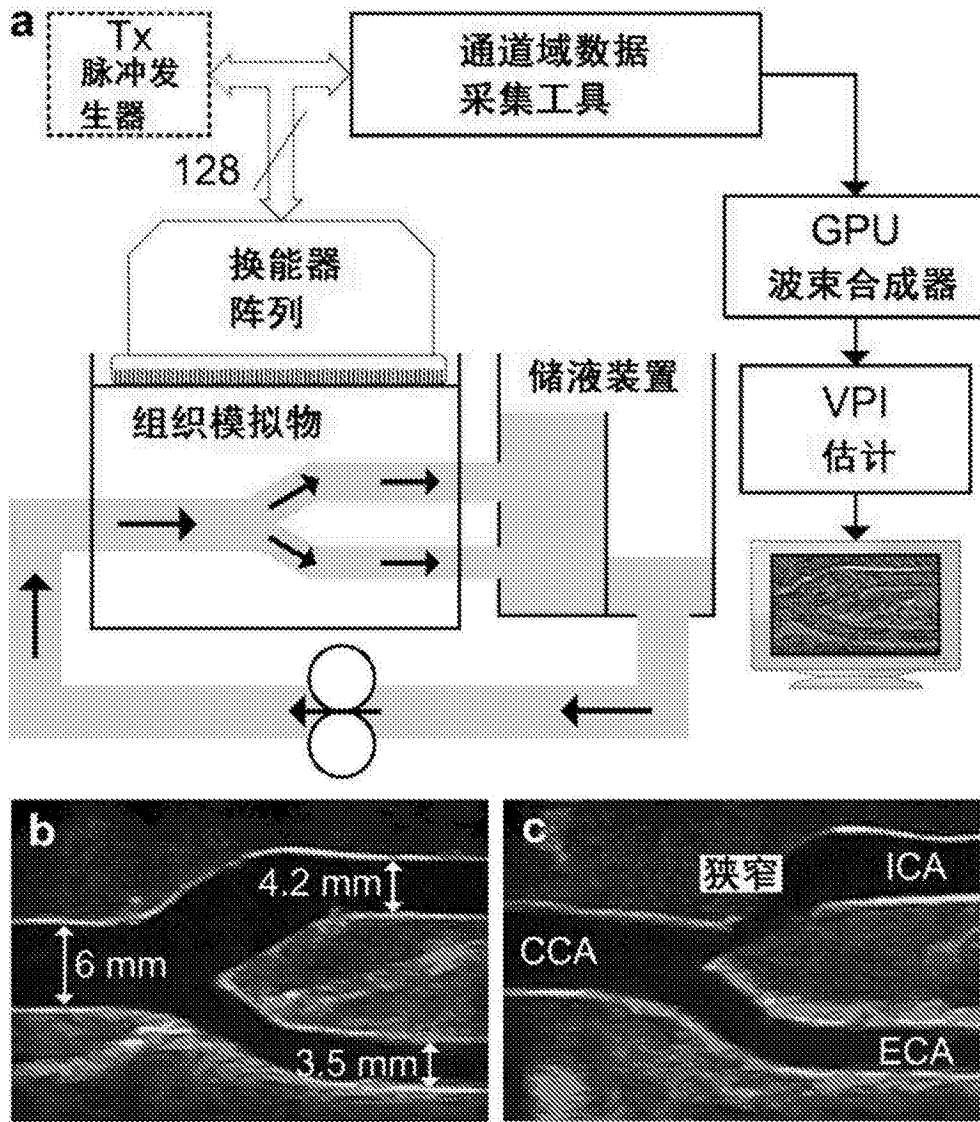 a
Tx
脉冲发
生器
通道域数据
采集工具
128
换能器
阵列
GPU
波束合成器
储液装置
组织模拟物
VPI
估计
b
4.2 mm
6 mm
3.5 mm
c
狭窄
ICA
CCA
ECA